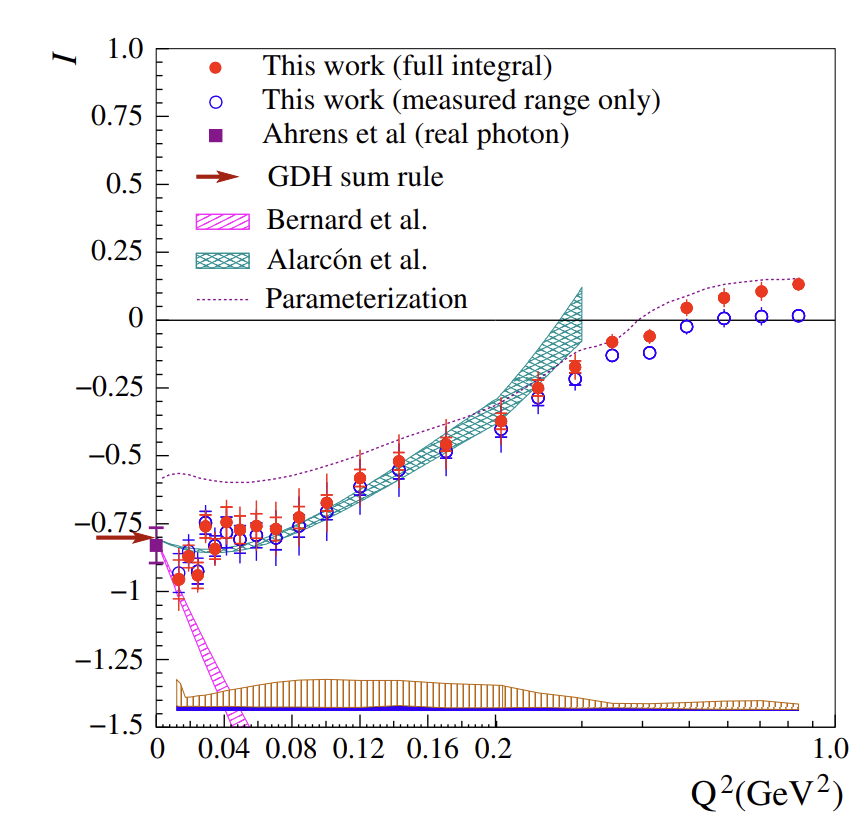 I
1.0
0.75
0.5
0.25
0
−0.25
−0.5
−0.75
−1
−1.25
−1.5
This work (full integral)
This work (measured range only)
Ahrens et al (real photon)
GDH sum rule
Bernard et al.
Alarcón et al.
Parameterization
0 0.04 0.08 0.12 0.16 0.2 1.0
Q²(GeV²)